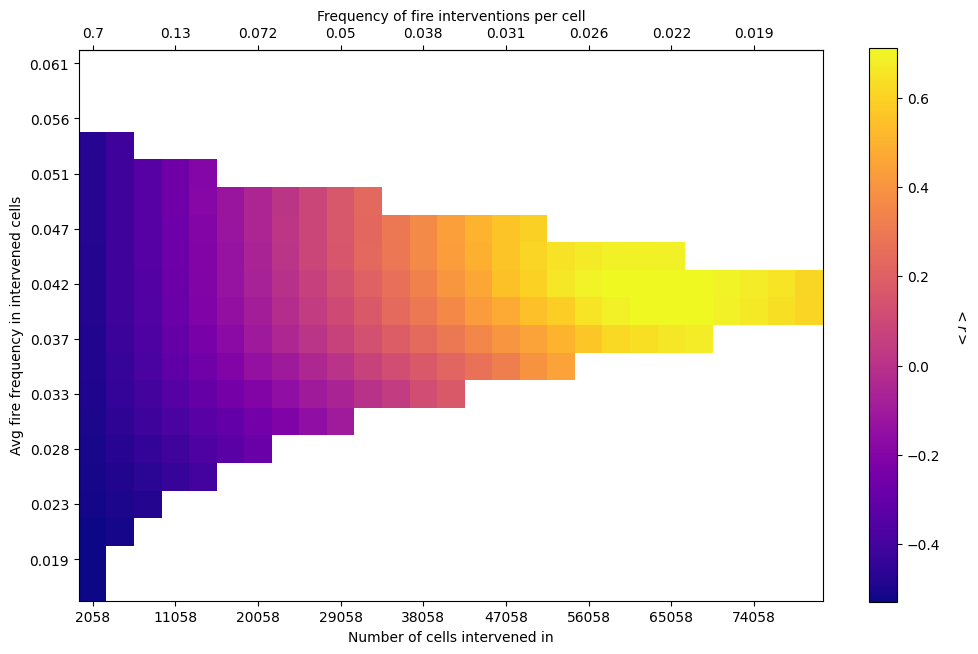 Frequency of fire interventions per cell
0.7 0.13 0.072 0.05 0.038 0.031 0.026 0.022 0.019
0.061
0.056
0.051
0.047
0.042
0.037
0.033
0.028
0.023
0.019
Avg fire frequency in intervened cells
2058 11058 20058 29058 38058 47058 56058 65058 74058
Number of cells intervened in
0.6
0.4
0.2
0.0
−0.2
−0.4
< r >